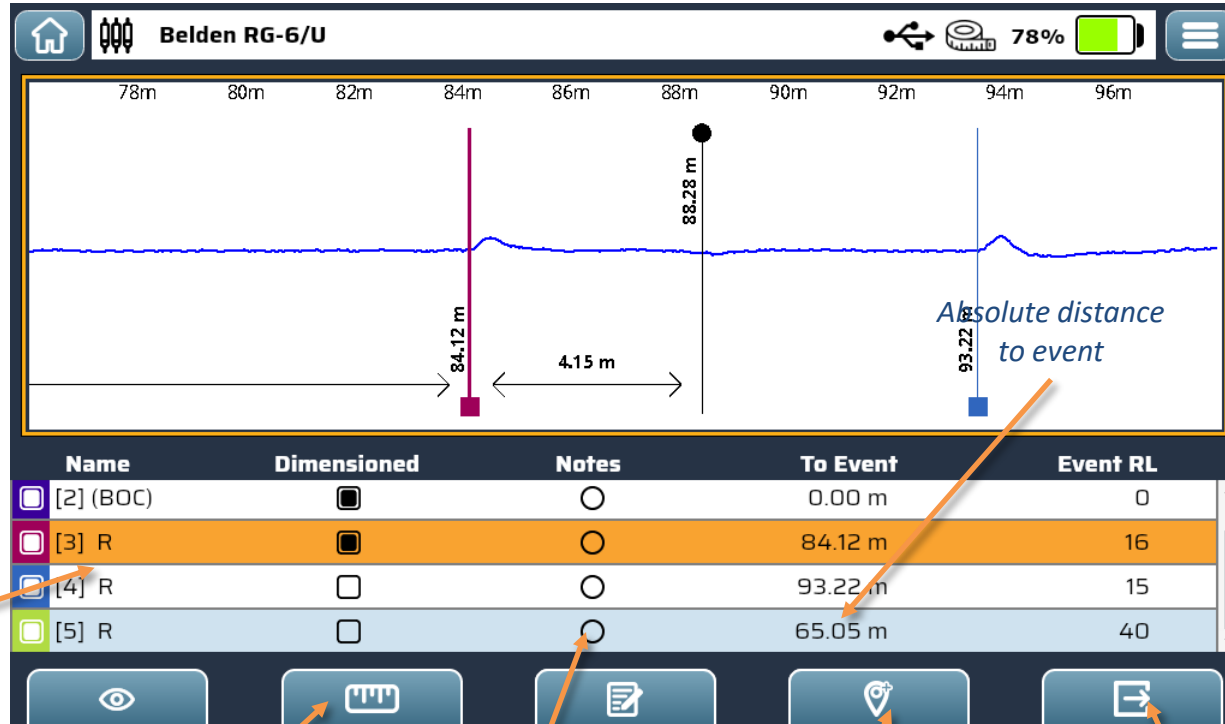 Belden RG-6/U 78%
78m 80m 82m 84m 86m 88m 90m 92m 94m 96m
88.28 m
Absolute distance
to event
84.12 m
4.15 m
93.22 m
Name Dimensioned Notes To Event Event RL
[2] (BOC) 0.00 m 0
[3] R 84.12 m 16
[4] R 93.22 m 15
[5] R 65.05 m 40